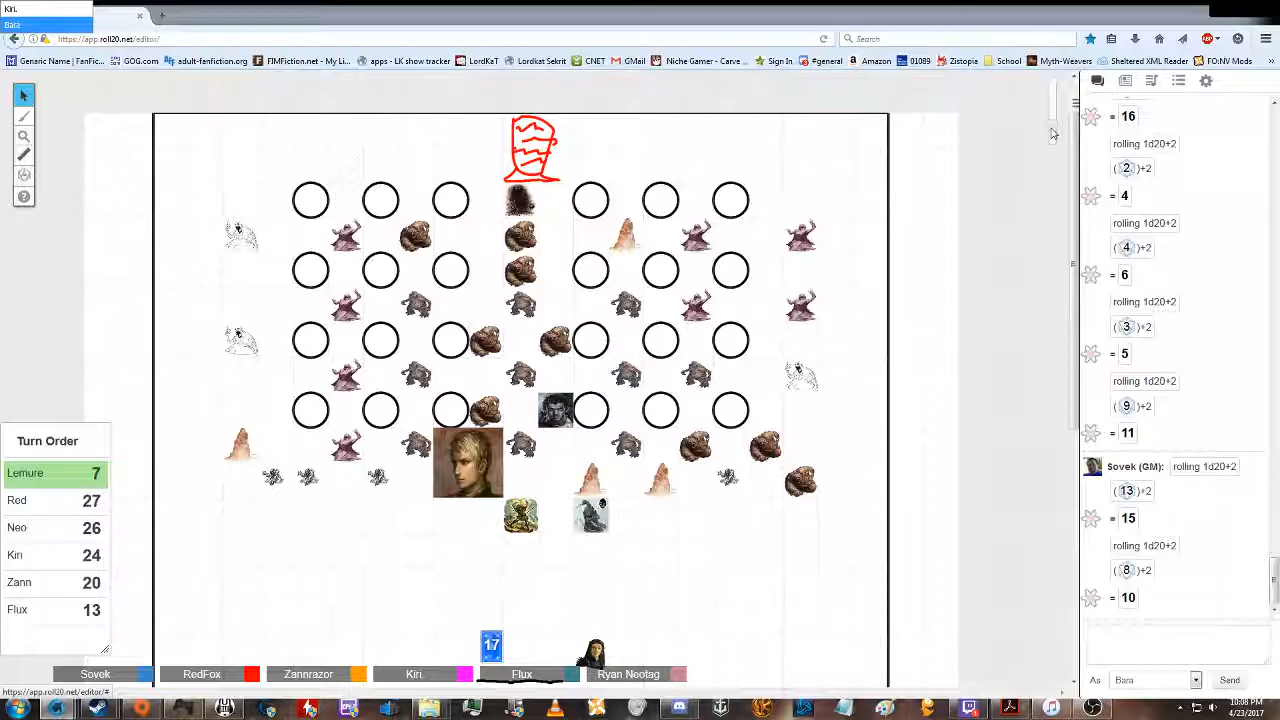 Kiri.
Bara
https://app.roll20.net/editor/
Search
Generic Name | FanFic...
GOG.com
adult-fanfiction.org
FIMFiction.net - My Li...
apps - LK show tracker
LordKat
Lordkat Sekrit
CNET
GMail
Niche Gamer - Carve ...
Sign In
#general
Amazon
01089
Zistopia
School
Myth-Weavers
Sheltered XML Reader
FO:NV Mods
= 16
rolling 1d20+2
(2)+2
= 4
rolling 1d20+2
(4)+2
= 6
rolling 1d20+2
(3)+2
= 5
rolling 1d20+2
(9)+2
= 11
Sovek (GM): rolling 1d20+2
(13)+2
= 15
rolling 1d20+2
(8)+2
= 10
Turn Order
Lemure 7
Red 27
Neo 26
Kiri 24
Zann 20
Flux 13
17
Sovek
RedFox
Zannrazor
Kiri.
Flux
Ryan Neotag
As Bara Send
https://app.roll20.net/editor/#
10:08 PM
4/23/2017